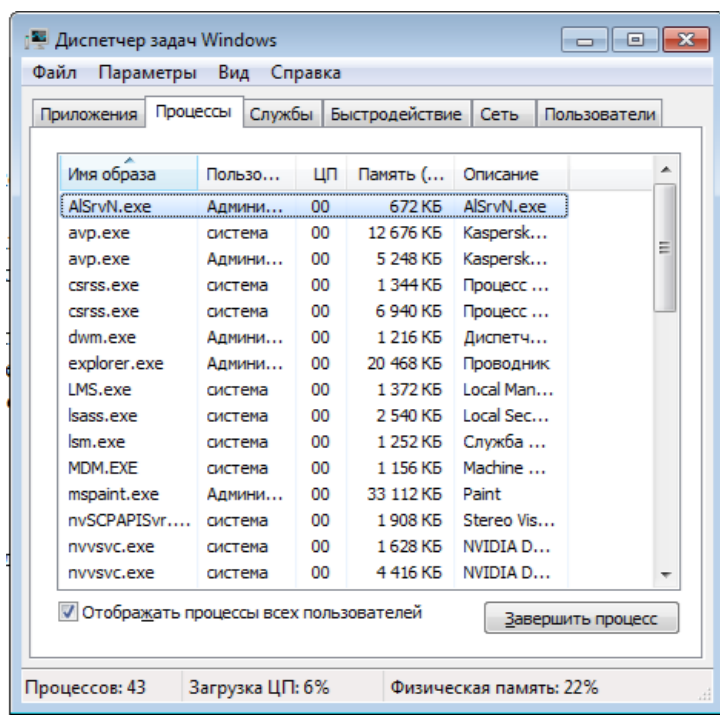 Диспетчер задач Windows
Файл Параметры Вид Справка
Приложения Процессы Службы Быстродействие Сеть Пользователи
Имя образа Пользо... ЦП Память (... Описание
AlSrvN.exe Админи... 00 672 КБ AlSrvN.exe
avp.exe система 00 12 676 КБ Kaspersk...
avp.exe Админи... 00 5 248 КБ Kaspersk...
csrss.exe система 00 1 344 КБ Процесс ...
csrss.exe система 00 6 940 КБ Процесс ...
dwm.exe Админи... 00 1 216 КБ Диспетч...
explorer.exe Админи... 00 20 468 КБ Проводник
LMS.exe система 00 1 372 КБ Local Man...
lsass.exe система 00 2 540 КБ Local Sec...
lsm.exe система 00 1 252 КБ Служба ...
MDM.EXE система 00 1 156 КБ Machine ...
mspaint.exe Админи... 00 33 112 КБ Paint
nvSCPAPISvr.... система 00 1 908 КБ Stereo Vis...
nvvsvc.exe система 00 1 628 КБ NVIDIA D...
nvvsvc.exe система 00 4 416 КБ NVIDIA D...
Отображать процессы всех пользователей Завершить процесс
Процессов: 43 Загрузка ЦП: 6% Физическая память: 22%